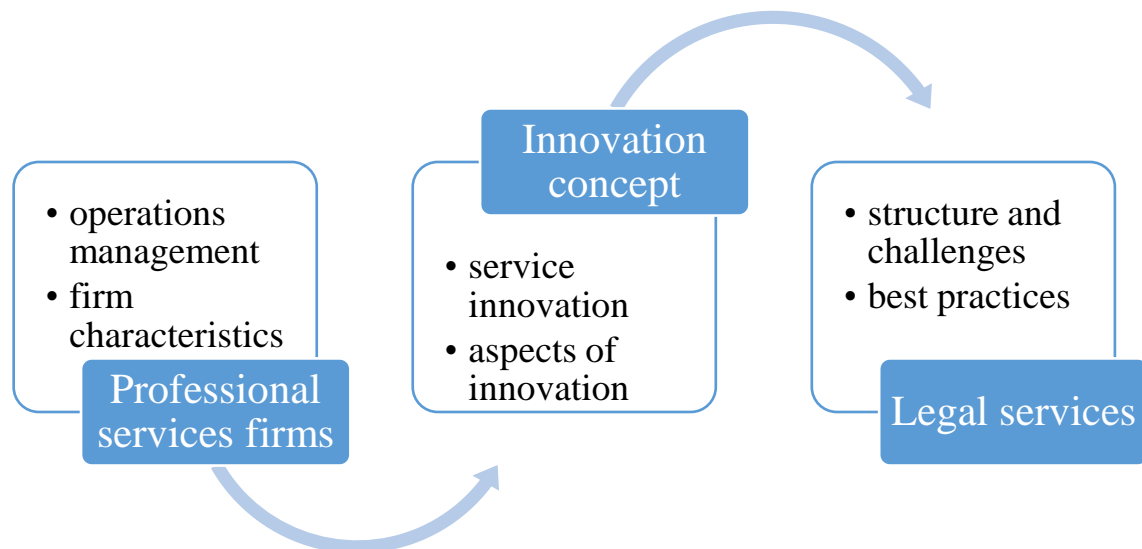 • operations
management
• firm
characteristics
Professional
services firms
Innovation
concept
• service
innovation
• aspects of
innovation
• structure and
challenges
• best practices
Legal services